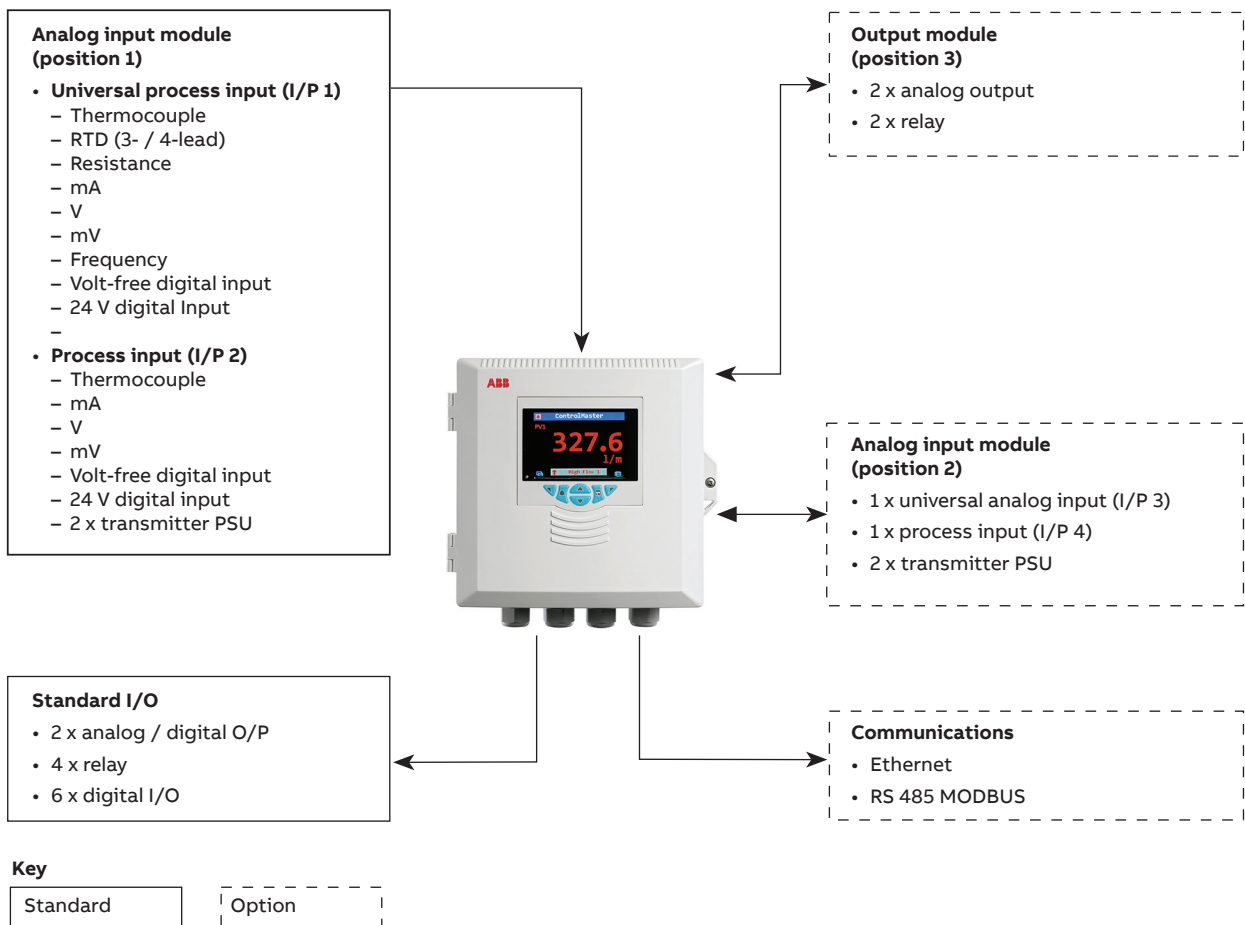 Analog input module
(position 1)
• Universal process input (I/P 1)
– Thermocouple
– RTD (3- / 4-lead)
– Resistance
– mA
– V
– mV
– Frequency
– Volt-free digital input
– 24 V digital Input
–
• Process input (I/P 2)
– Thermocouple
– mA
– V
– mV
– Volt-free digital input
– 24 V digital input
– 2 x transmitter PSU
Output module
(position 3)
• 2 x analog output
• 2 x relay
ABB
ControlMaster
PV1
327.6
l/m
High Flow 1
Analog input module
(position 2)
• 1 x universal analog input (I/P 3)
• 1 x process input (I/P 4)
• 2 x transmitter PSU
Standard I/O
• 2 x analog / digital O/P
• 4 x relay
• 6 x digital I/O
Communications
• Ethernet
• RS 485 MODBUS
Key
Standard
Option